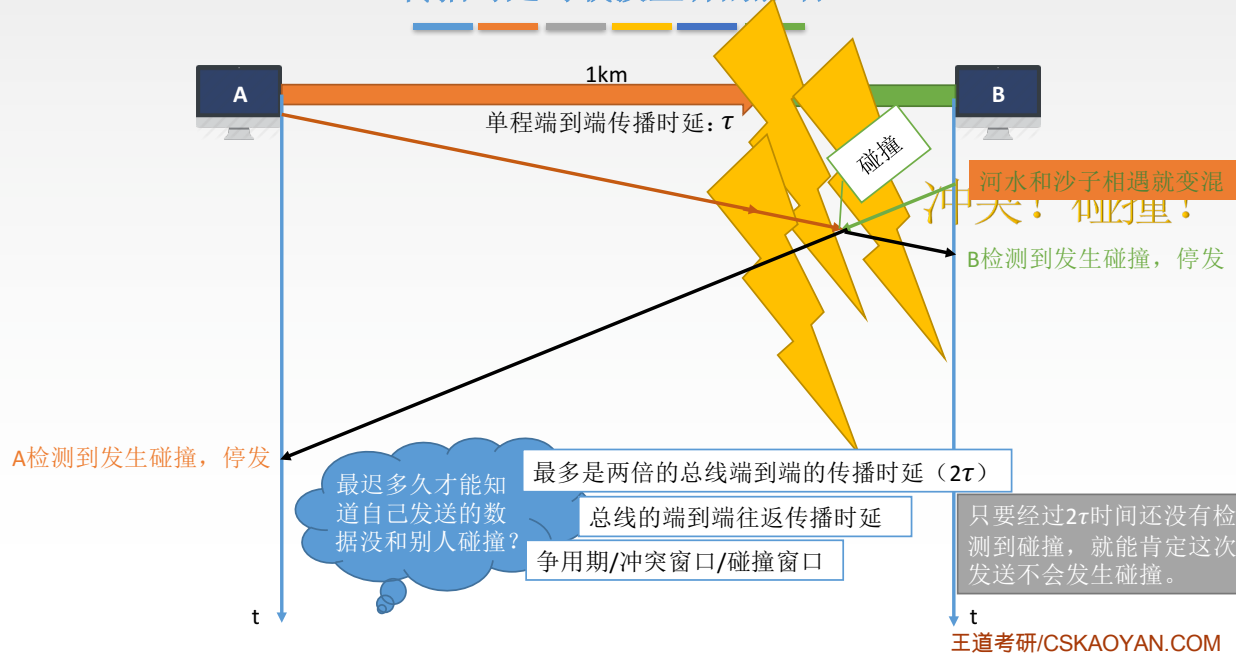 1km
A
B
单程端到端传播时延：τ
碰撞
河水和沙子相遇就变混
冲突！碰撞！
B检测到发生碰撞，停发
A检测到发生碰撞，停发
最迟多久才能知
道自己发送的数
据没和别人碰撞？
最多是两倍的总线端到端的传播时延（2τ）
总线的端到端往返传播时延
争用期/冲突窗口/碰撞窗口
只要经过2τ时间还没有检
测到碰撞，就能肯定这次
发送不会发生碰撞。
t
t
王道考研/CSKAOYAN.COM